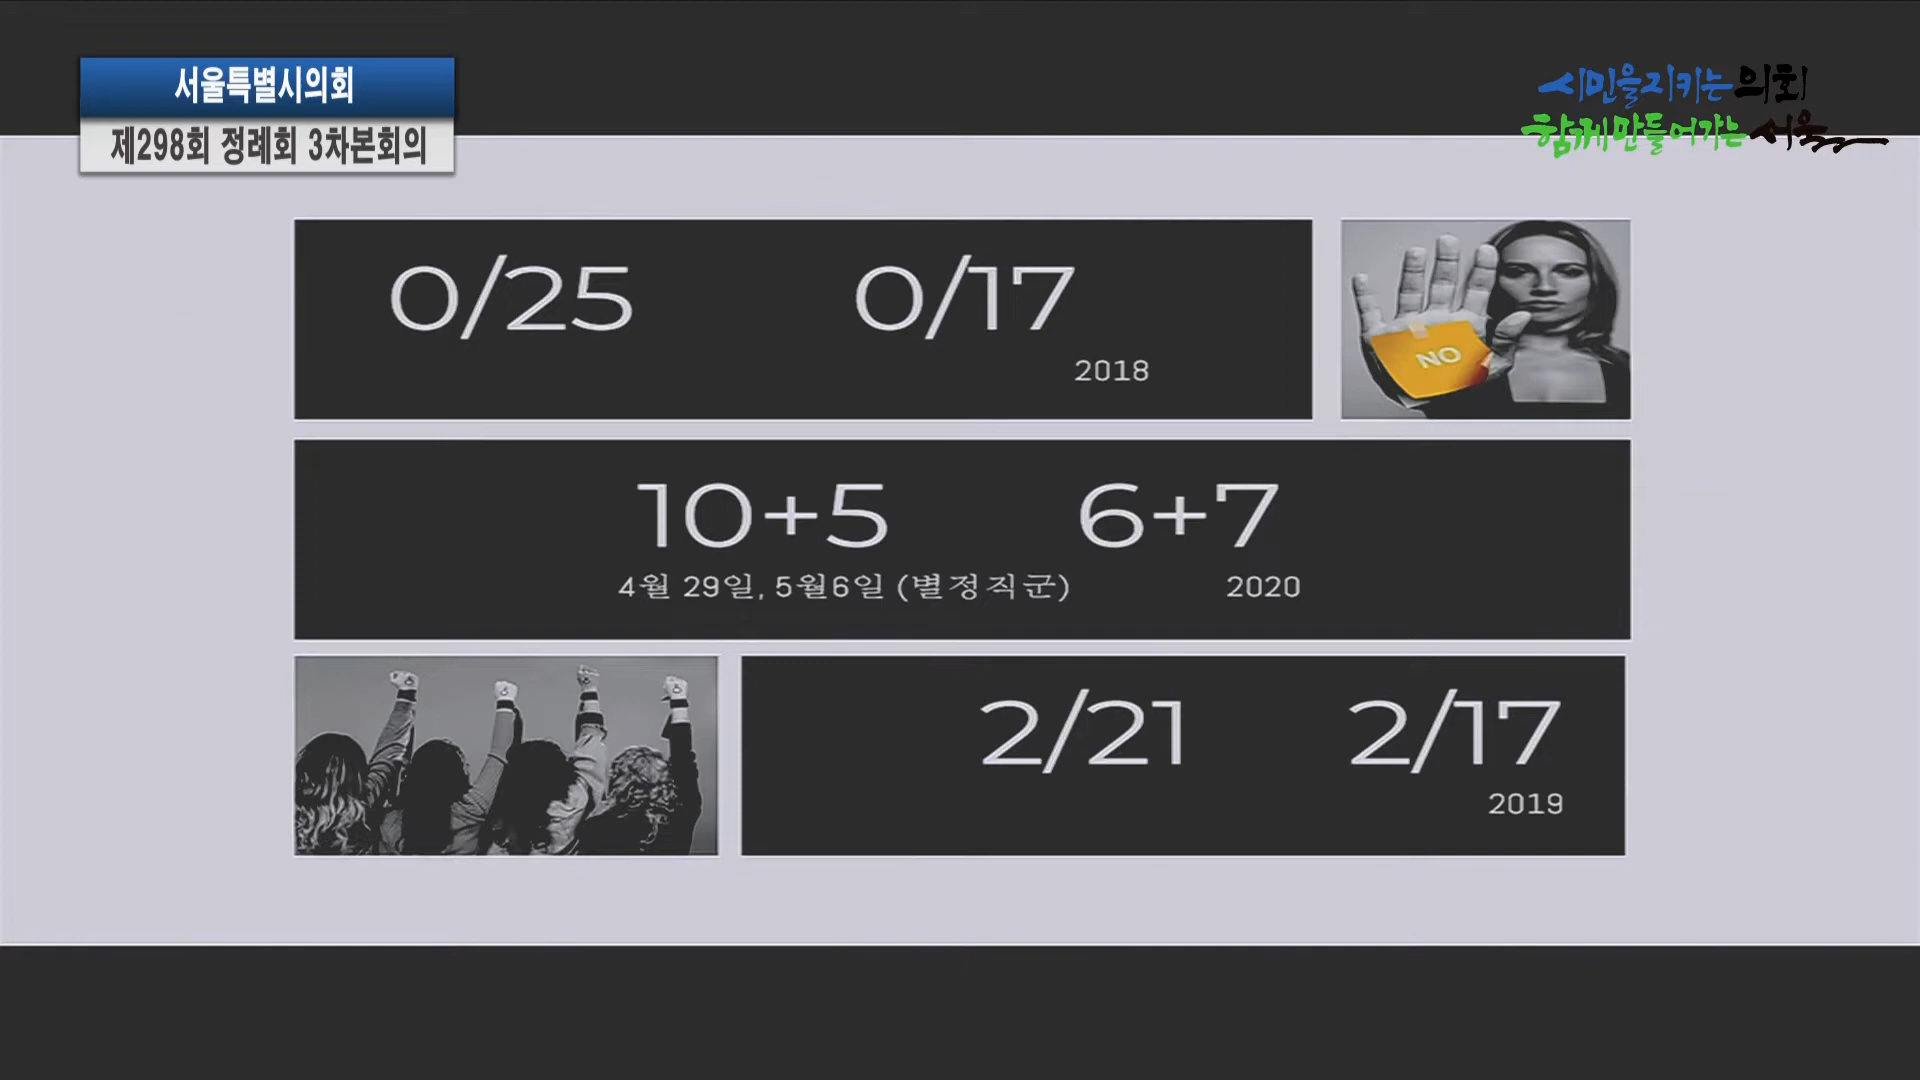 서울특별시의회
제298회 정례회 3차본회의
시민을지키는 의회
함께만들어가는 서울
0/25 0/17
2018
NO
10+5 6+7
4월 29일, 5월6일 (별정직군) 2020
2/21 2/17
2019